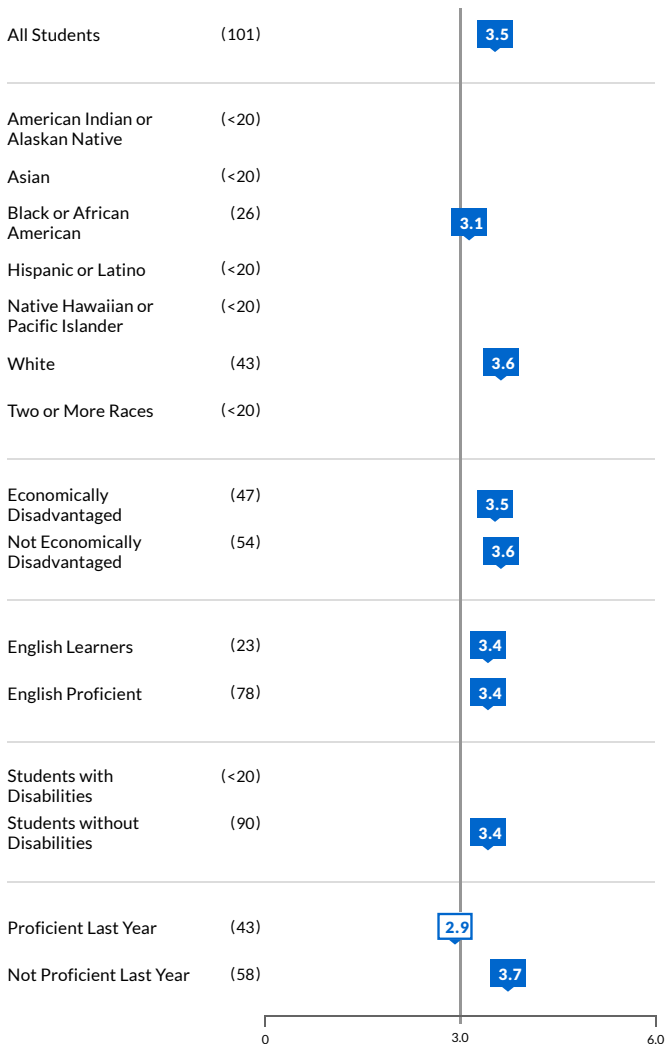 All Students (101) 3.5
American Indian or (<20)
Alaskan Native
Asian (<20)
Black or African (26) 3.1
American
Hispanic or Latino (<20)
Native Hawaiian or (<20)
Pacific Islander
White (43) 3.6
Two or More Races (<20)
Economically (47) 3.5
Disadvantaged
Not Economically (54) 3.6
Disadvantaged
English Learners (23) 3.4
English Proficient (78) 3.4
Students with (<20)
Disabilities
Students without (90) 3.4
Disabilities
Proficient Last Year (43) 2.9
Not Proficient Last Year (58) 3.7
0 3.0 6.0